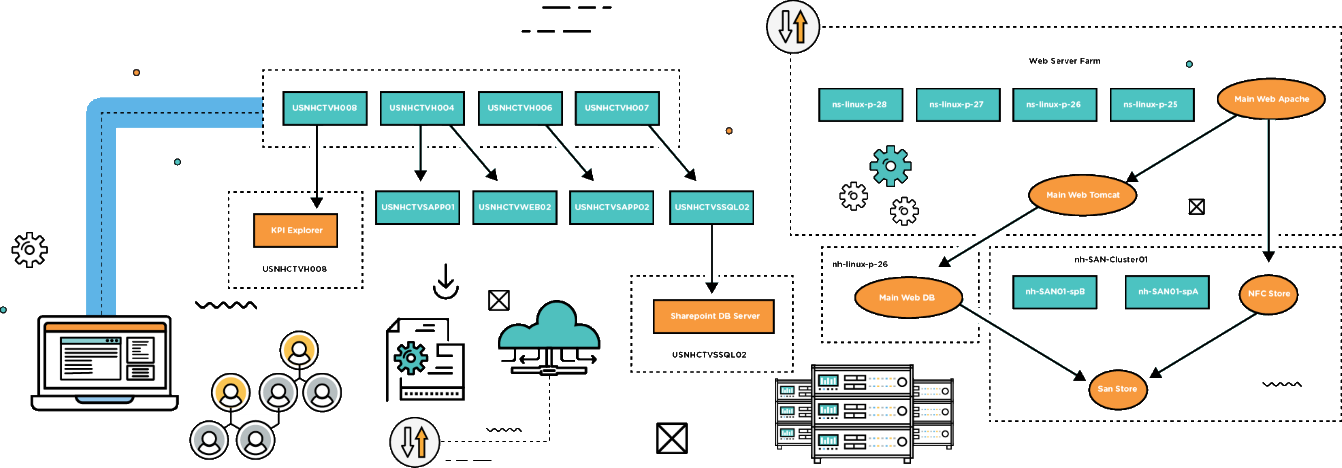 Web Server Farm
USNHCTVH008
USNHCTVH004
USNHCTVH006
USNHCTVH007
ns-linux-p-28
ns-linux-p-27
ns-linux-p-26
ns-linux-p-25
Main Web Apache
USNHCTVSAPP01
USNHCTVWEB02
USNHCTVSAPP02
USNHCTVSSQL02
Main Web Tomcat
KPI Explorer
USNHCTVH008
nh-linux-p-26
nh-SAN-Cluster01
Main Web DB
nh-SAN01-spB
nh-SAN01-spA
NFC Store
Sharepoint DB Server
USNHCTVSSQL02
San Store